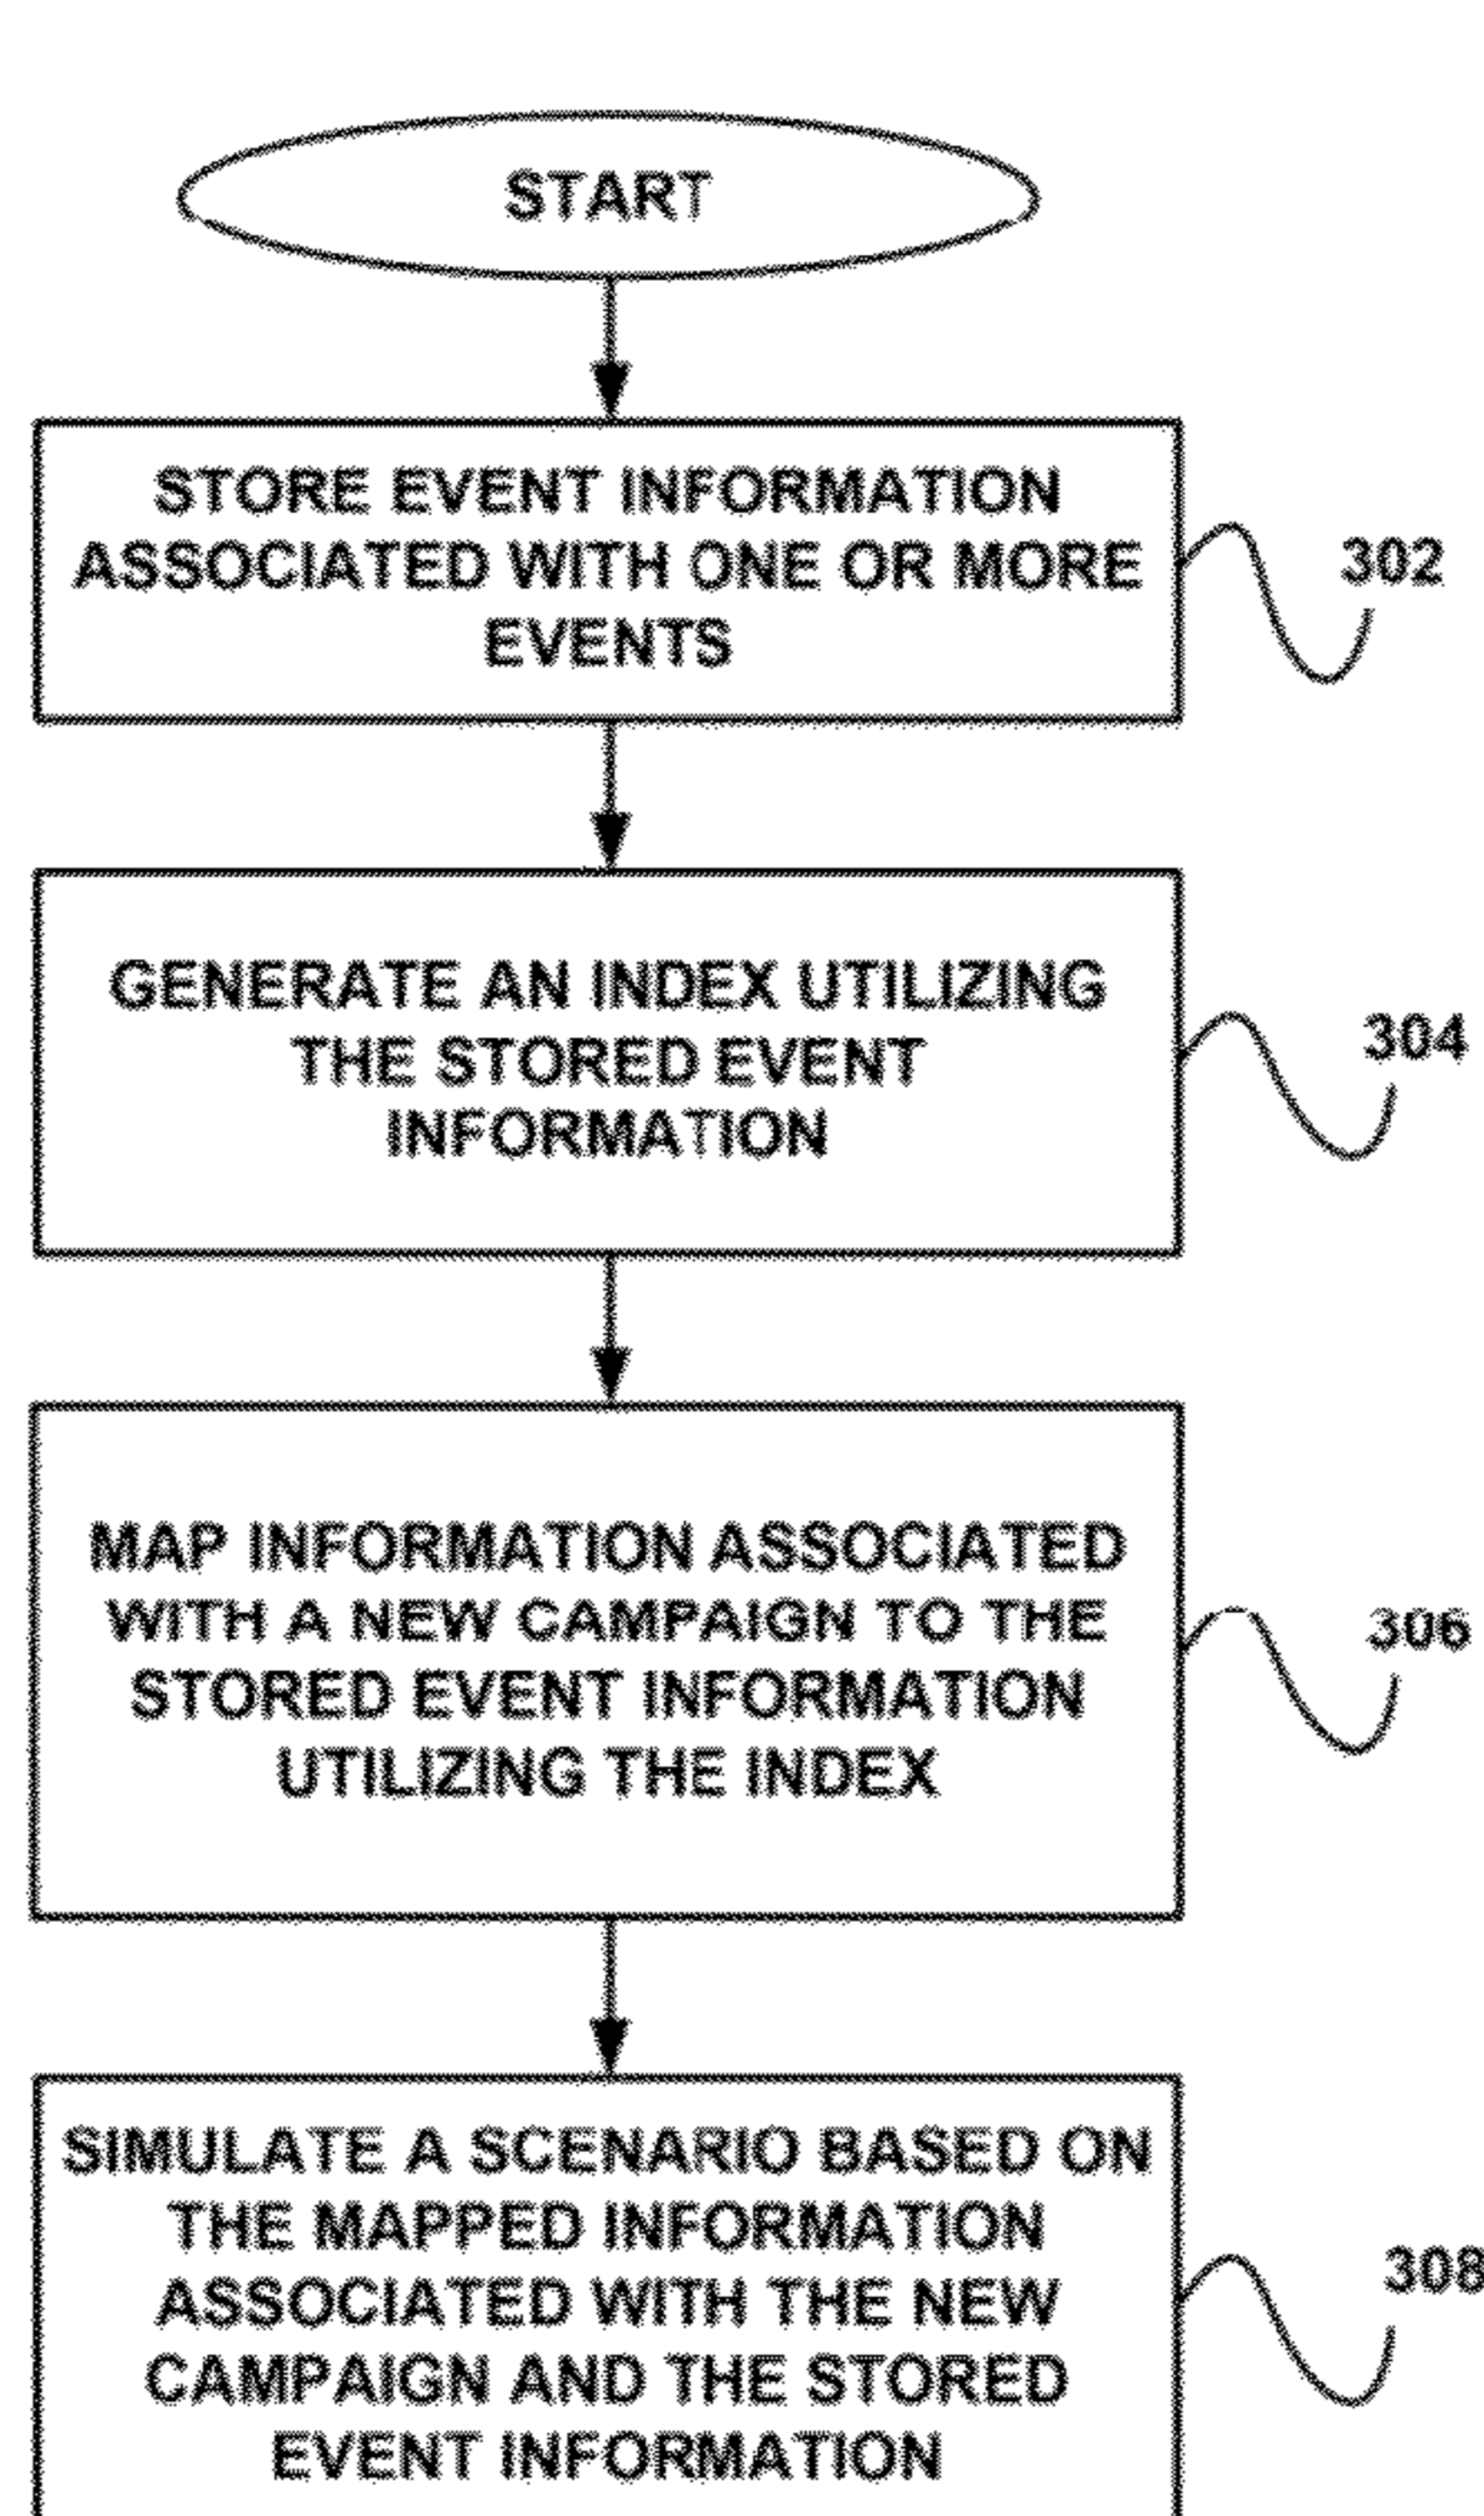 START
STORE EVENT INFORMATION
ASSOCIATED WITH ONE OR MORE
EVENTS
302
GENERATE AN INDEX UTILIZING
THE STORED EVENT
INFORMATION
304
MAP INFORMATION ASSOCIATED
WITH A NEW CAMPAIGN TO THE
STORED EVENT INFORMATION
UTILIZING THE INDEX
306
SIMULATE A SCENARIO BASED ON
THE MAPPED INFORMATION
ASSOCIATED WITH THE NEW
CAMPAIGN AND THE STORED
EVENT INFORMATION
308